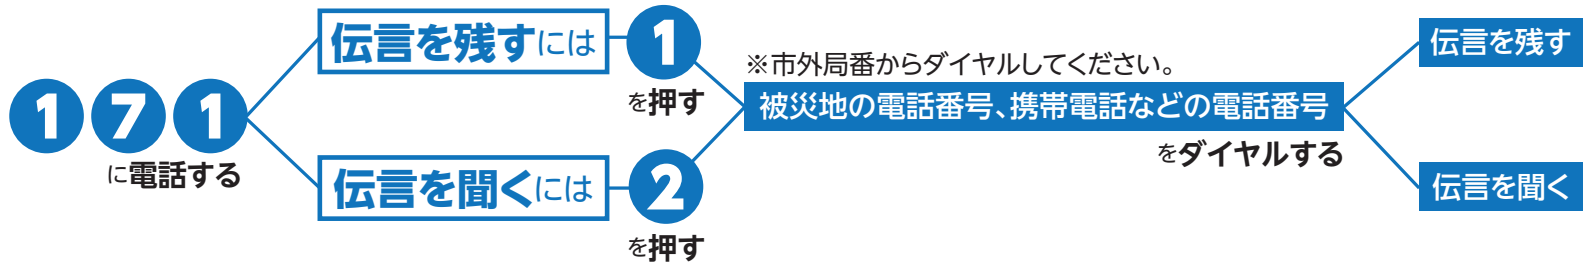 171
に電話する
伝言を残すには
1
を押す
伝言を聞くには
2
を押す
※市外局番からダイヤルしてください。
被災地の電話番号、携帯電話などの電話番号
をダイヤルする
伝言を残す
伝言を聞く